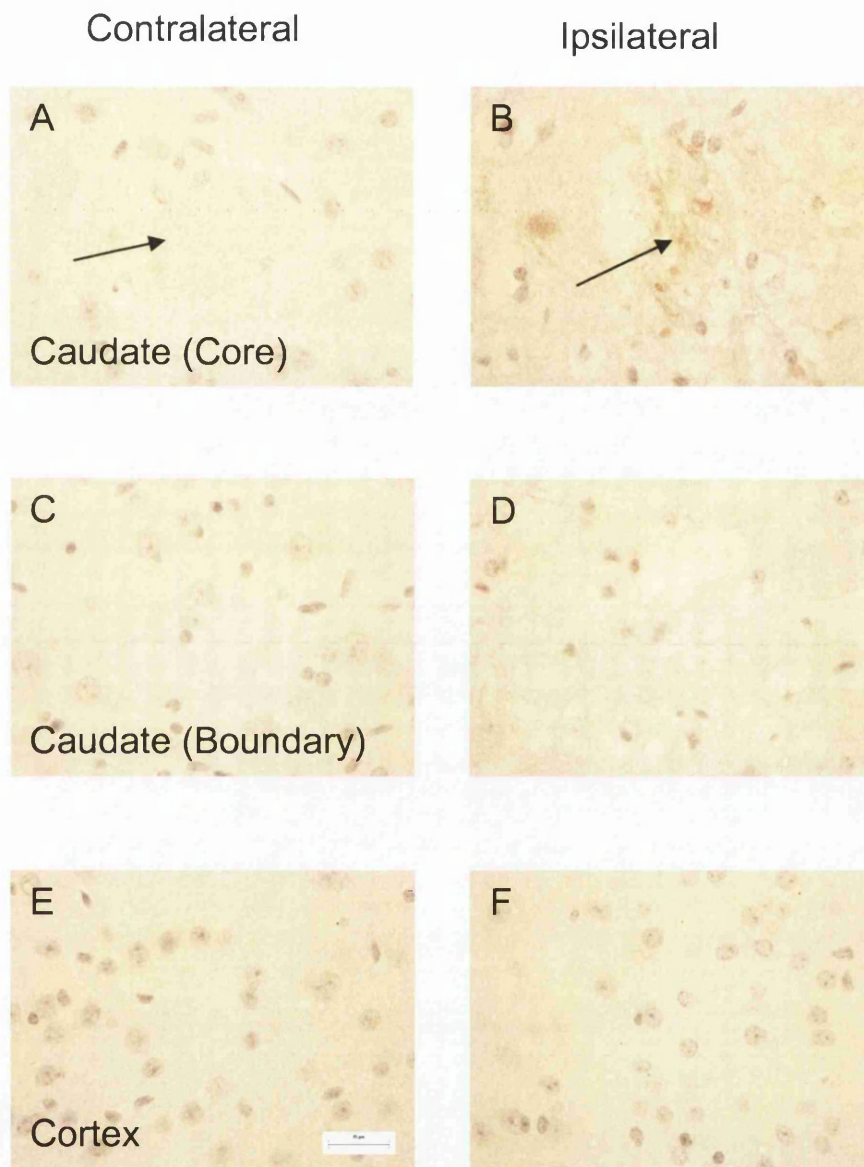 Contralateral
Ipsilateral
A
B
Caudate (Core)
C
D
Caudate (Boundary)
E
F
Cortex